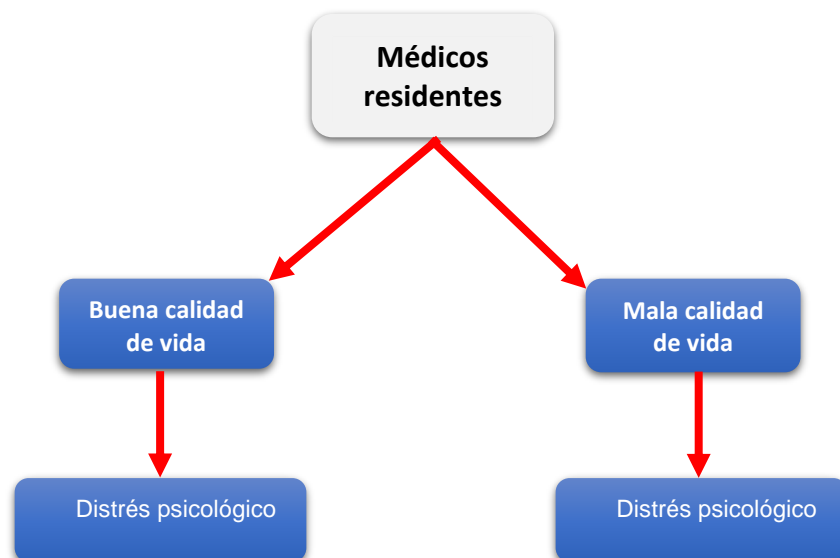 Médicos
residentes
Buena calidad
de vida
Mala calidad
de vida
Distrés psicológico
Distrés psicológico